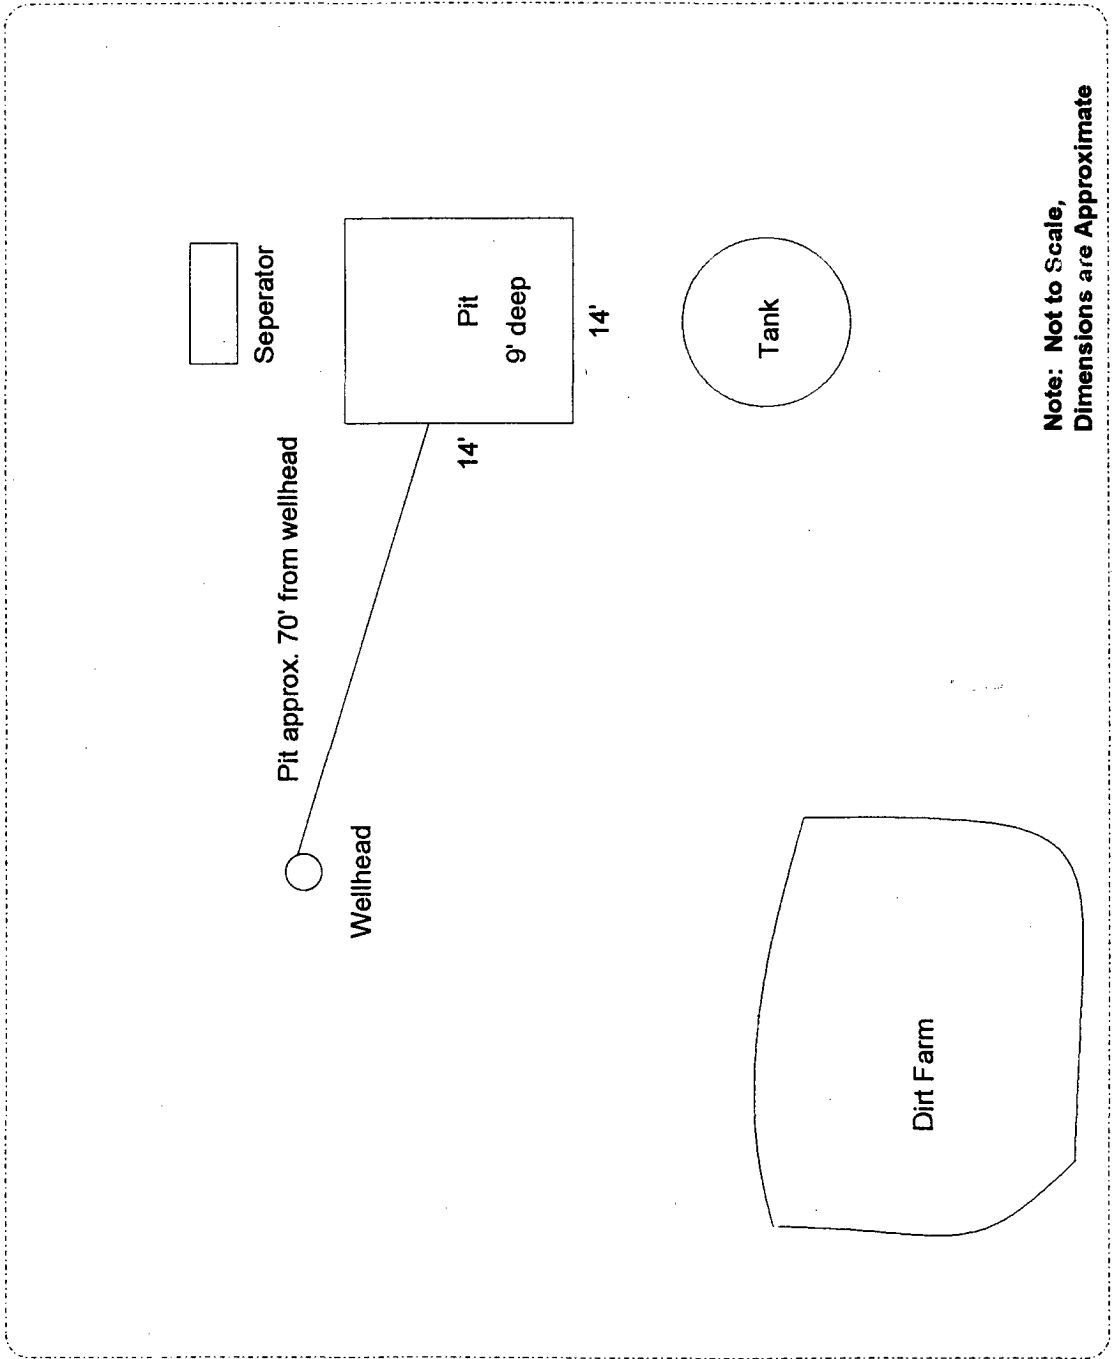 Seperator
Pit approx. 70' from wellhead
Wellhead
Pit
9' deep
14'
14'
Tank
Dirt Farm
Note: Not to Scale,
Dimensions are Approximate